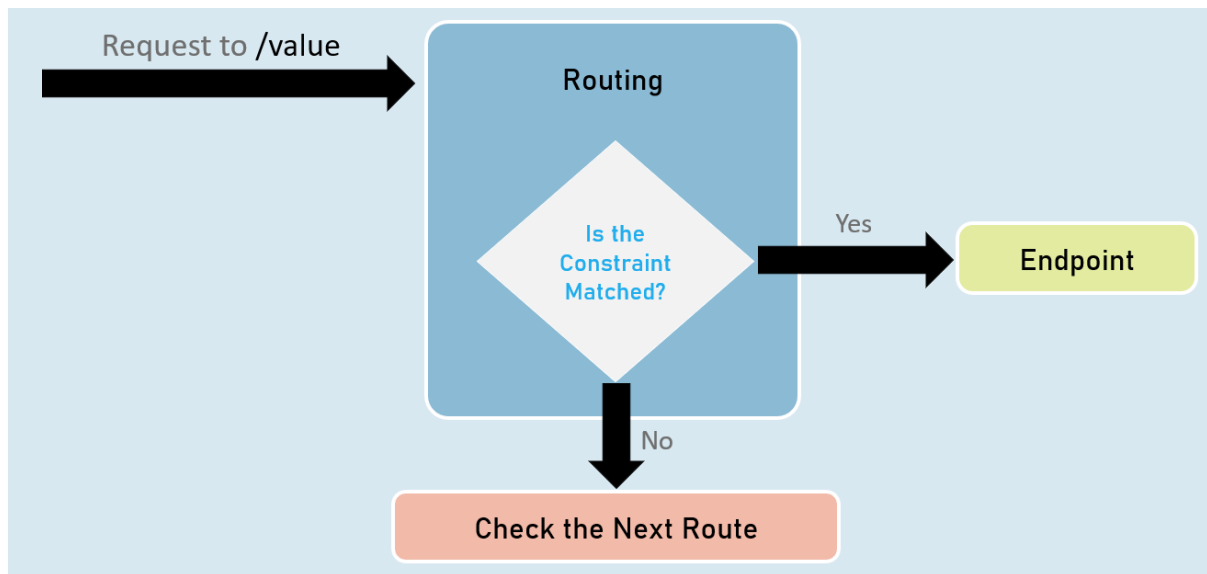 Request to /value
Routing
Is the
Constraint
Matched?
Yes
Endpoint
No
Check the Next Route